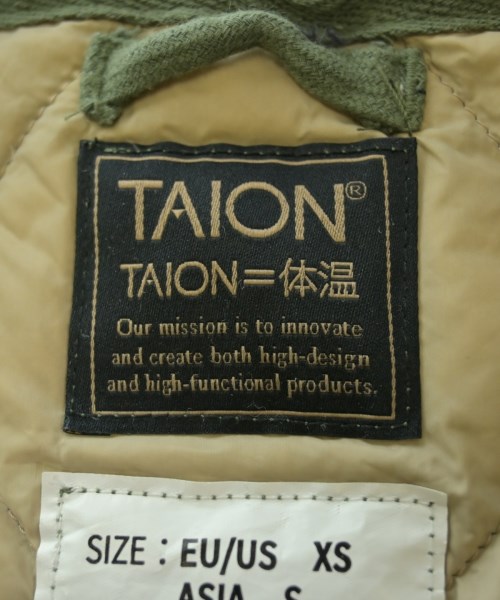 TAION®
TAION=体温
Our mission is to innovate
and create both high-design
and high-functional products.
SIZE : EU/US XS
ASIA S